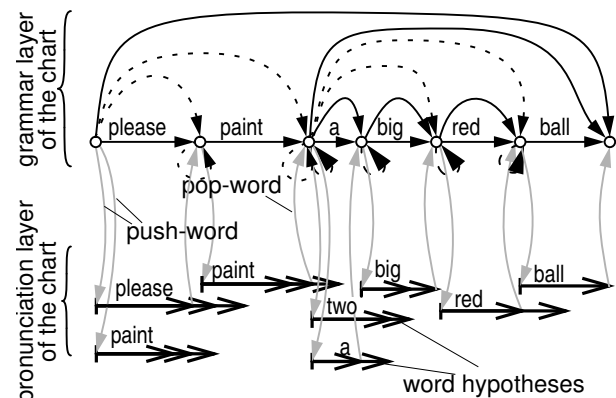 grammar layer
of the chart
please
paint
a
big
red
ball
pop-word
push-word
pronunciation layer
of the chart
paint
big
ball
please
two
red
paint
a
word hypotheses